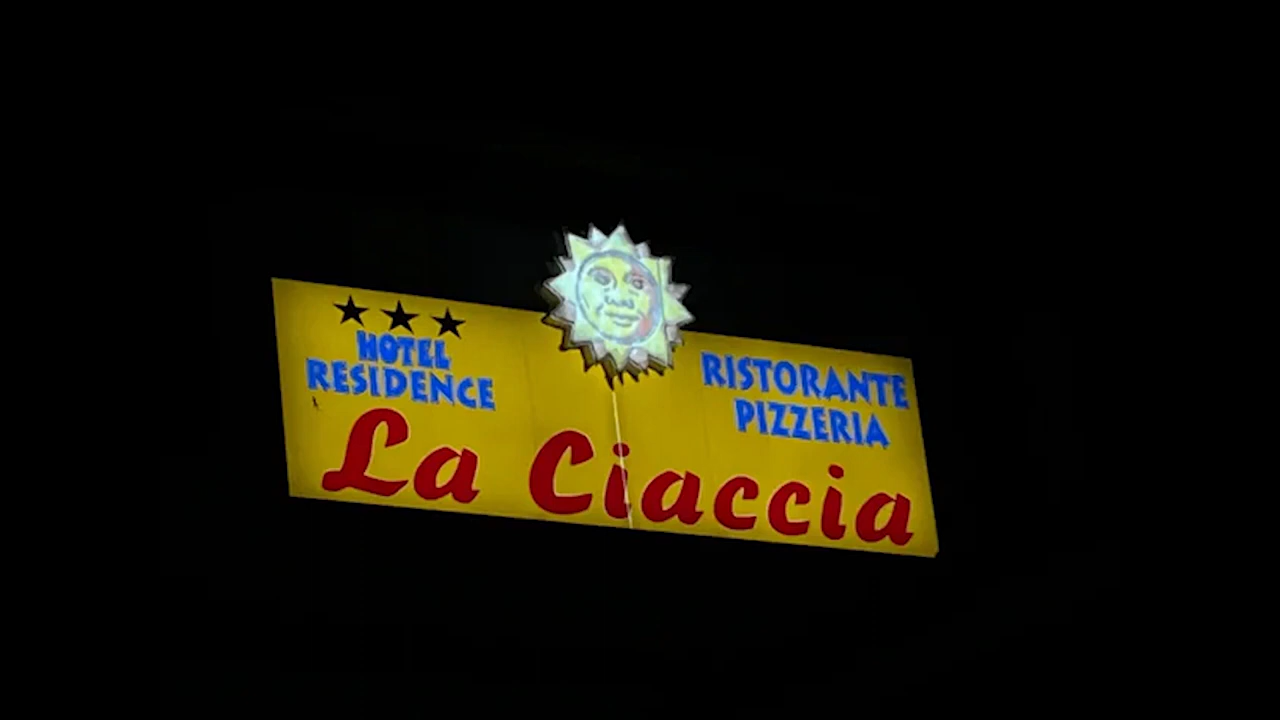 HOTEL
RESIDENCE
RISTORANTE
PIZZERIA
La Ciaccia